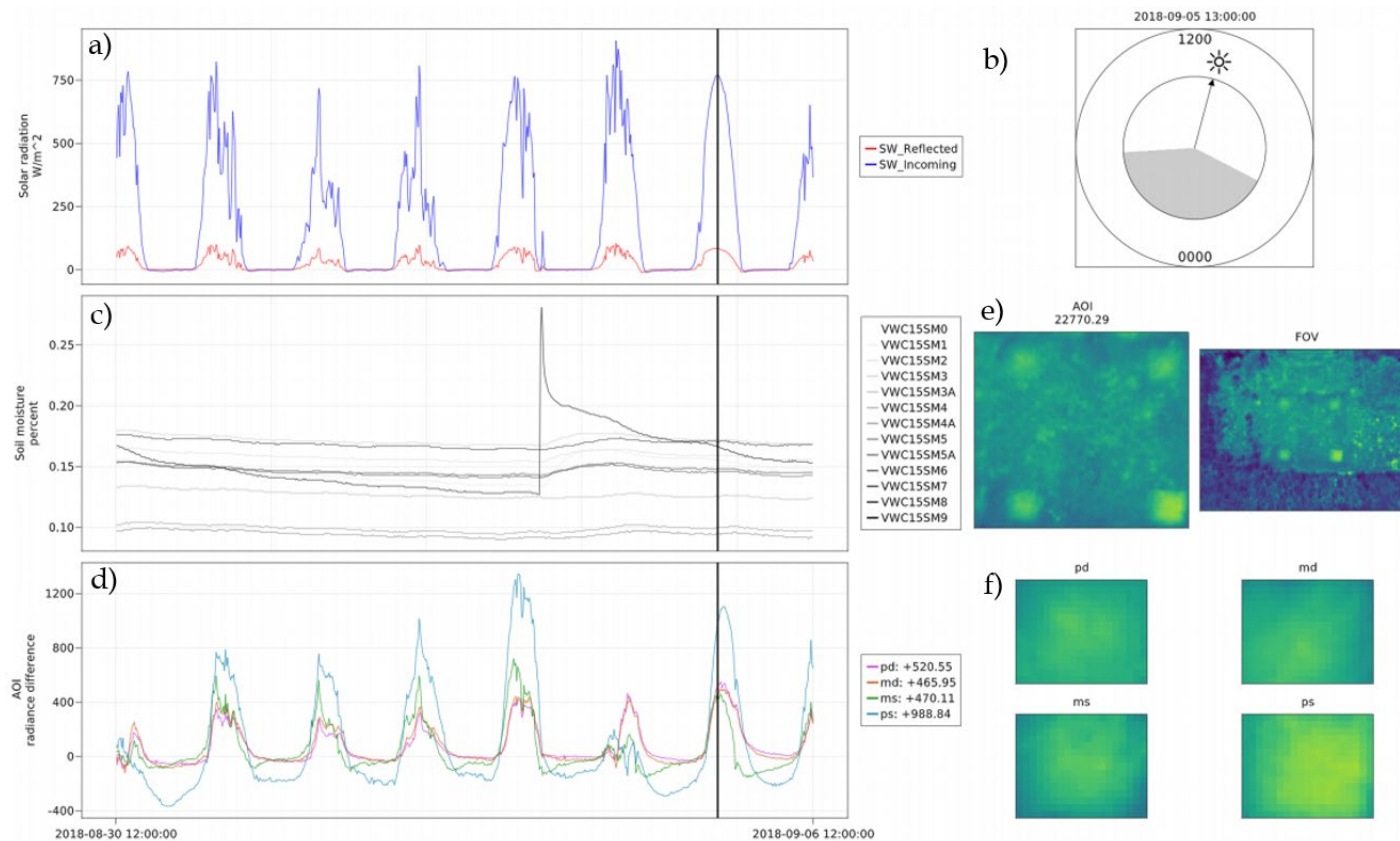 a)
750
500
250
0
Solar radiation
W/m^2
SW_Reflected
SW_Incoming
b)
2018-09-05 13:00:00
1200
0000
c)
0.25
0.20
0.15
0.10
Soil moisture
percent
VWC15SM0
VWC15SM1
VWC15SM2
VWC15SM3
VWC15SM3A
VWC15SM4
VWC15SM4A
VWC15SM5
VWC15SM5A
VWC15SM6
VWC15SM7
VWC15SM8
VWC15SM9
e)
AOI
22770.29
FOV
d)
1200
800
400
0
-400
AOI
radiance difference
2018-08-30 12:00:00
2018-09-06 12:00:00
pd: +520.55
md: +465.95
ms: +470.11
ps: +988.84
f)
pd
md
ms
ps